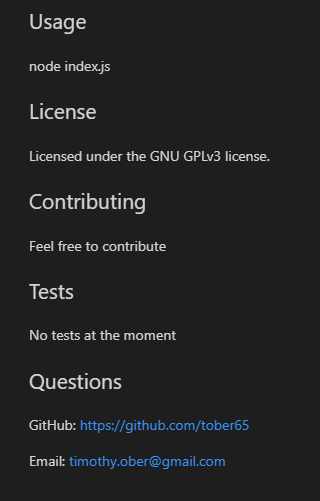 Usage
node index.js
License
Licensed under the GNU GPLv3 license.
Contributing
Feel free to contribute
Tests
No tests at the moment
Questions
GitHub: https://github.com/tober65
Email: timothy.ober@gmail.com